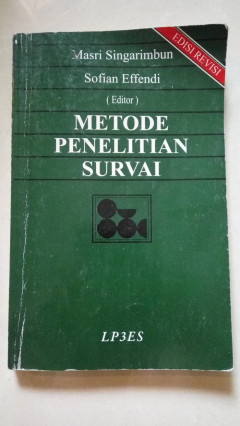 EDISI REVISI
Masri Singarimbun
Sofian Effendi
( Editor )
METODE
PENELITIAN
SURVAI
LP3ES